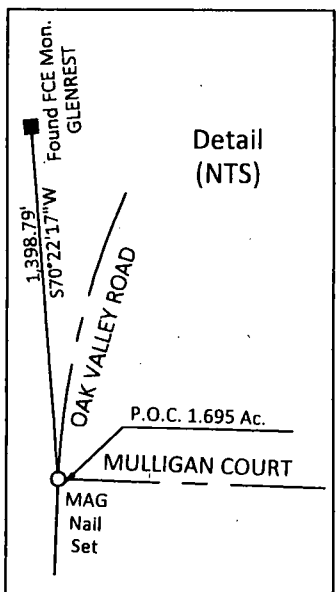 Found FCE Mon.
GLENREST
Detail
(NTS)
1,398.79'
S70°22'17"W
OAK VALLEY ROAD
P.O.C. 1.695 Ac.
MULLIGAN COURT
MAG
Nail
Set